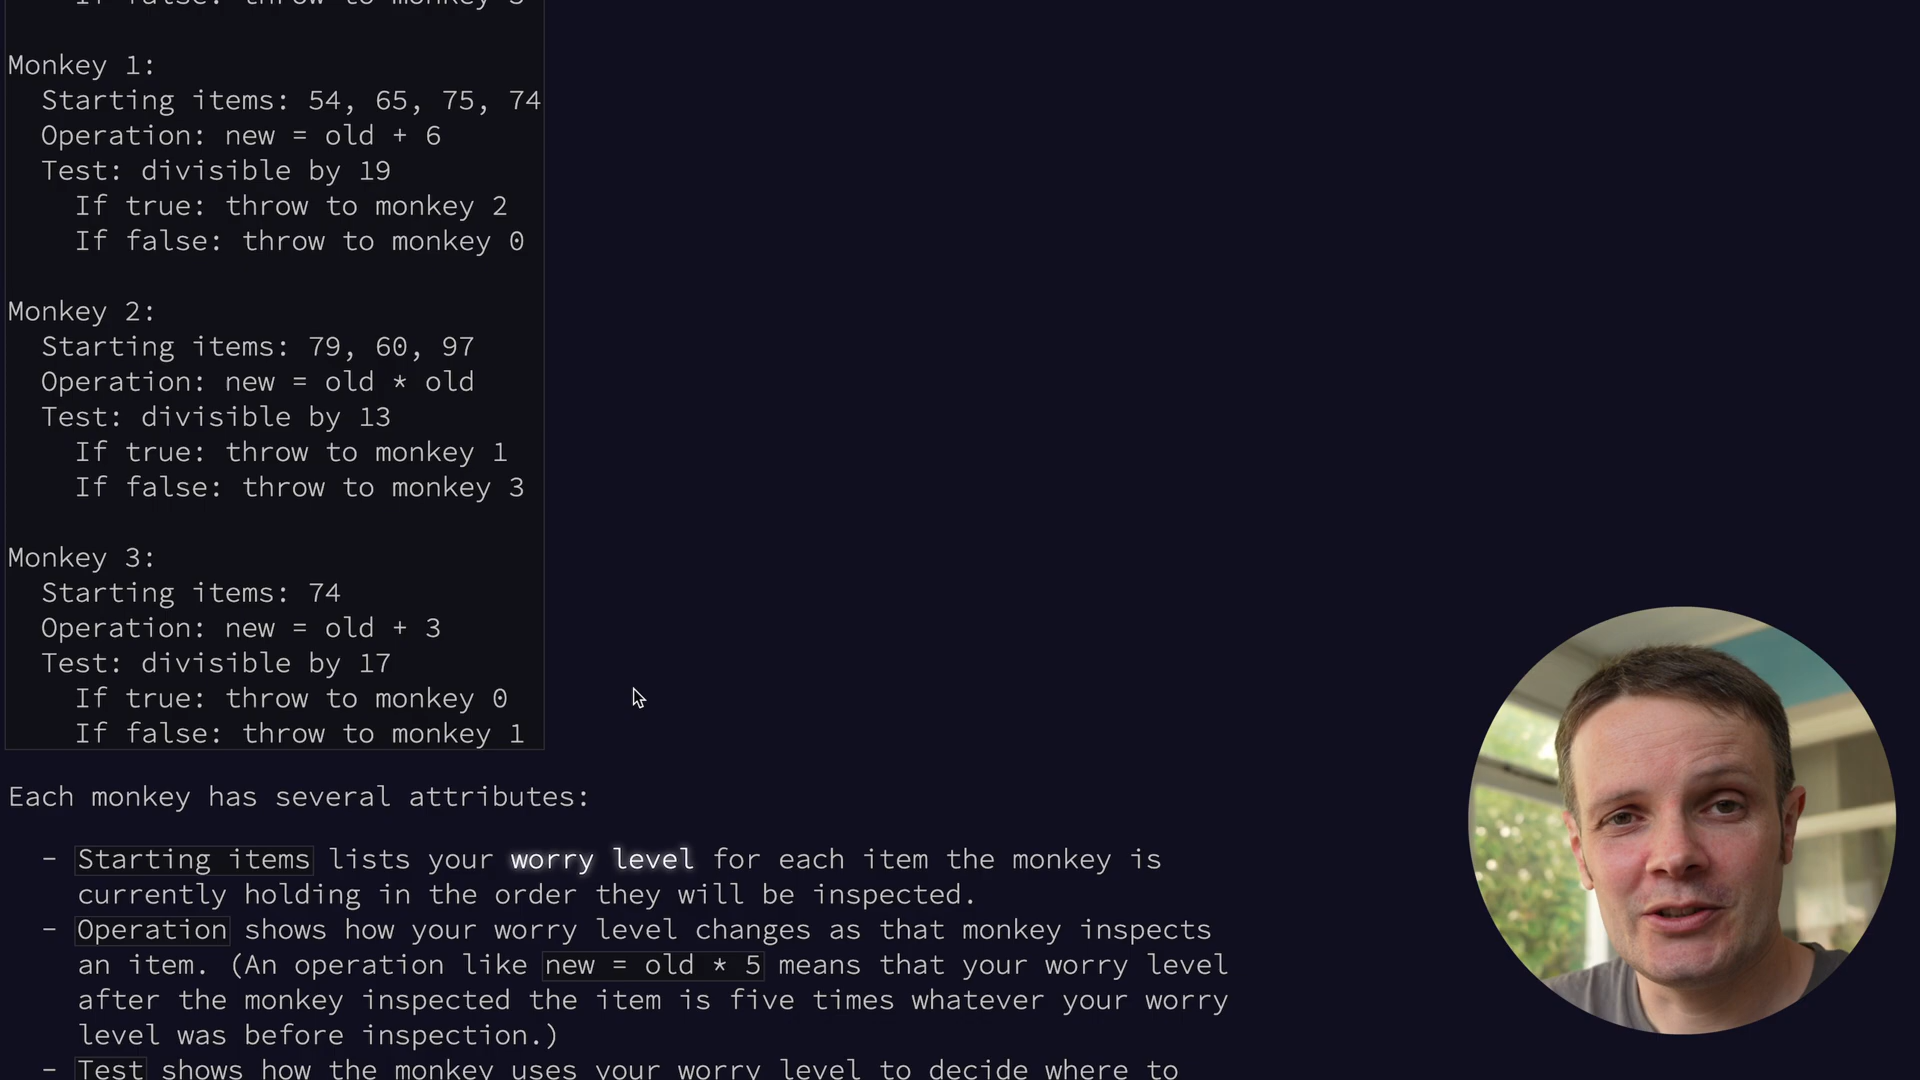 If false: throw to monkey 3
Monkey 1:
Starting items: 54, 65, 75, 74
Operation: new = old + 6
Test: divisible by 19
If true: throw to monkey 2
If false: throw to monkey 0
Monkey 2:
Starting items: 79, 60, 97
Operation: new = old * old
Test: divisible by 13
If true: throw to monkey 1
If false: throw to monkey 3
Monkey 3:
Starting items: 74
Operation: new = old + 3
Test: divisible by 17
If true: throw to monkey 0
If false: throw to monkey 1
Each monkey has several attributes:
- Starting items lists your worry level for each item the monkey is
currently holding in the order they will be inspected.
- Operation shows how your worry level changes as that monkey inspects
an item. (An operation like new = old * 5 means that your worry level
after the monkey inspected the item is five times whatever your worry
level was before inspection.)
- Test shows how the monkey uses your worry level to decide where to